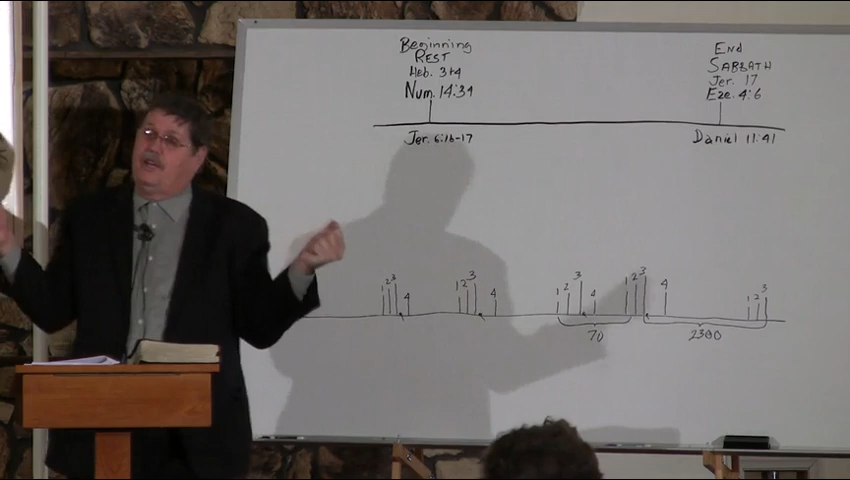 Beginning
REST
Heb. 3+4
Num. 14:34
End
SABBATH
Jer. 17
Eze. 4:6
Jer. 6:16-17
Daniel 11:41
1 2 3 4
1 2 3 4
1 2 3 4
1 2 3 4
1 2 3
70
2300